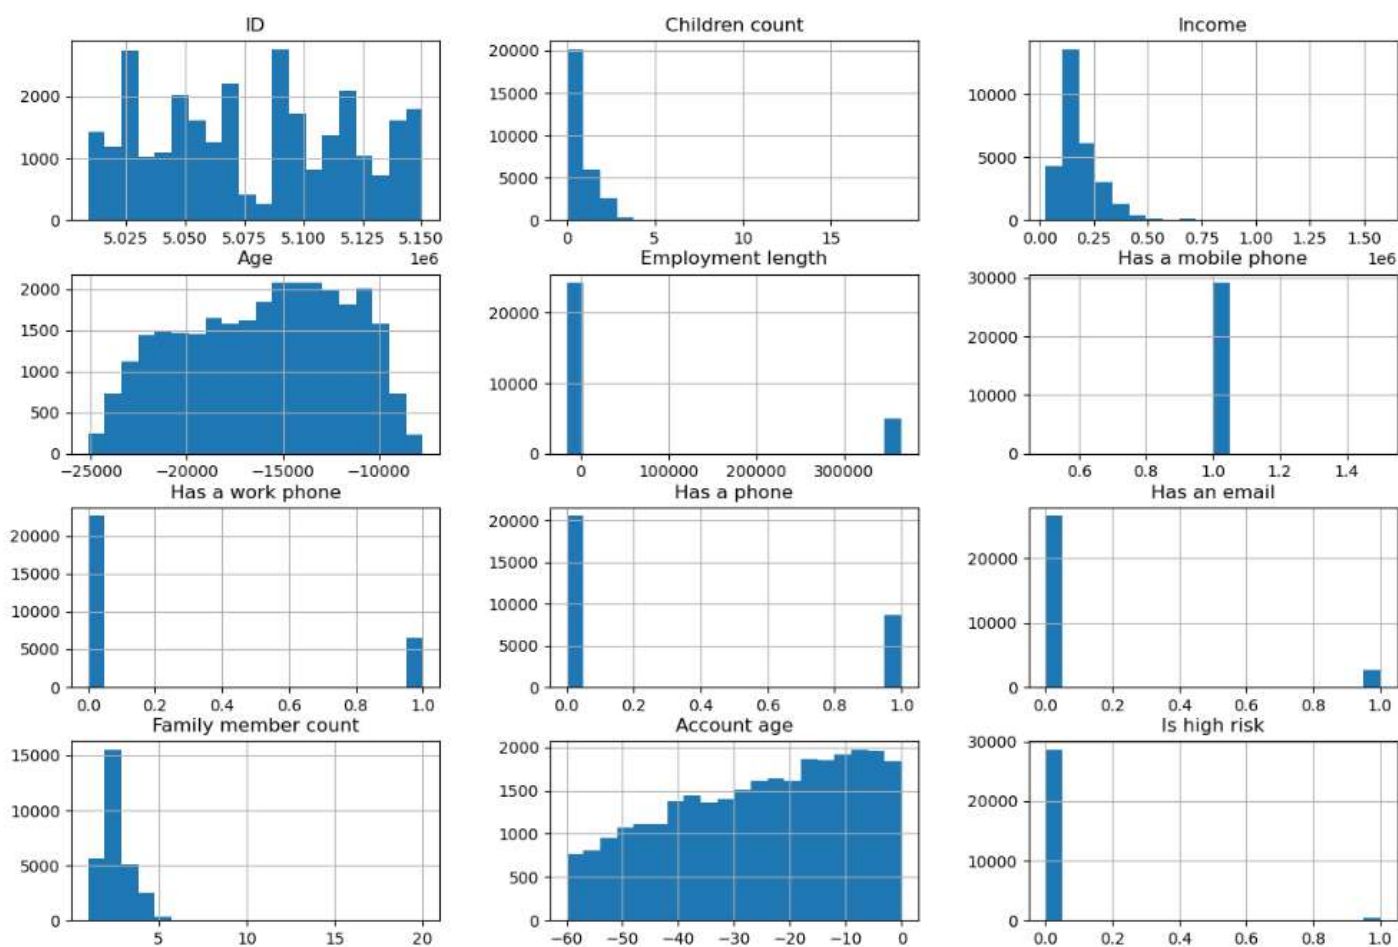 ID
Children count
Income
2000
1000
0
5.025 5.050 5.075 5.100 5.125 5.150
1e6
20000
15000
10000
5000
0
0 5 10 15
10000
5000
0
0.00 0.25 0.50 0.75 1.00 1.25 1.50
1e6
Age
Employment length
Has a mobile phone
2000
1500
1000
500
0
−25000 −20000 −15000 −10000
20000
10000
0
0 100000 200000 300000
30000
20000
10000
0
0.6 0.8 1.0 1.2 1.4
Has a work phone
Has a phone
Has an email
20000
15000
10000
5000
0
0.0 0.2 0.4 0.6 0.8 1.0
20000
15000
10000
5000
0
0.0 0.2 0.4 0.6 0.8 1.0
20000
10000
0
0.0 0.2 0.4 0.6 0.8 1.0
Family member count
Account age
Is high risk
15000
10000
5000
0
5 10 15 20
2000
1500
1000
500
0
−60 −50 −40 −30 −20 −10 0
30000
20000
10000
0
0.0 0.2 0.4 0.6 0.8 1.0